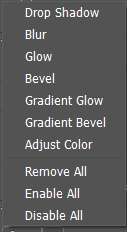 Drop Shadow
Blur
Glow
Bevel
Gradient Glow
Gradient Bevel
Adjust Color
Remove All
Enable All
Disable All